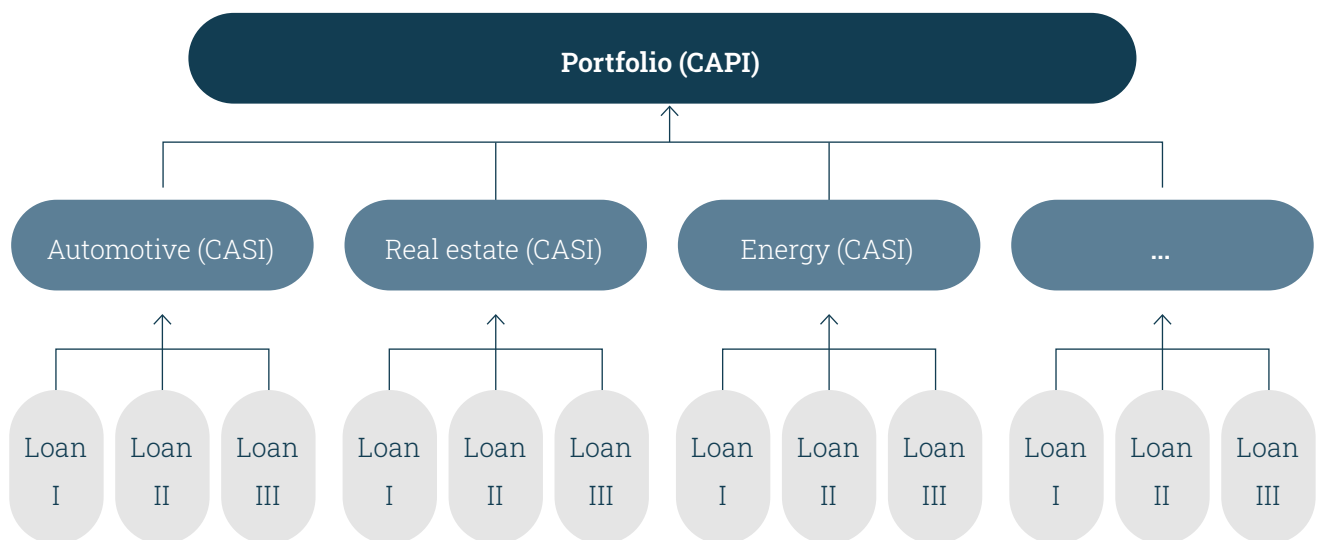 Portfolio (CAPI)
Automotive (CASI)
Real estate (CASI)
Energy (CASI)
...
Loan
I
Loan
II
Loan
III
Loan
I
Loan
II
Loan
III
Loan
I
Loan
II
Loan
III
Loan
I
Loan
II
Loan
III